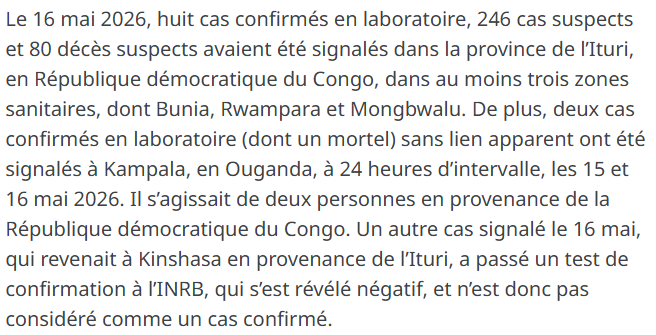 Le 16 mai 2026, huit cas confirmés en laboratoire, 246 cas suspects
et 80 décès suspects avaient été signalés dans la province de l’Ituri,
en République démocratique du Congo, dans au moins trois zones
sanitaires, dont Bunia, Rwampara et Mongbwalu. De plus, deux cas
confirmés en laboratoire (dont un mortel) sans lien apparent ont été
signalés à Kampala, en Ouganda, à 24 heures d’intervalle, les 15 et
16 mai 2026. Il s’agissait de deux personnes en provenance de la
République démocratique du Congo. Un autre cas signalé le 16 mai,
qui revenait à Kinshasa en provenance de l’Ituri, a passé un test de
confirmation à l’INRB, qui s’est révélé négatif, et n’est donc pas
considéré comme un cas confirmé.